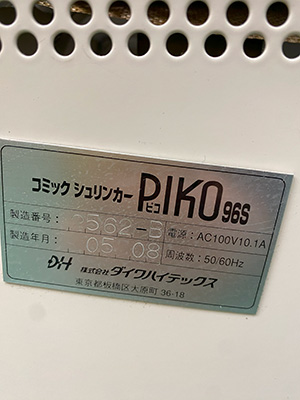 コミック シュリンカー PIKO 96S
ピコ
製造番号: 2562-B 電源: AC100V10.1A
製造年月: 05 08 周波数: 50/60Hz
DH 株式会社 ダイワハイテックス
東京都板橋区大原町 36-18